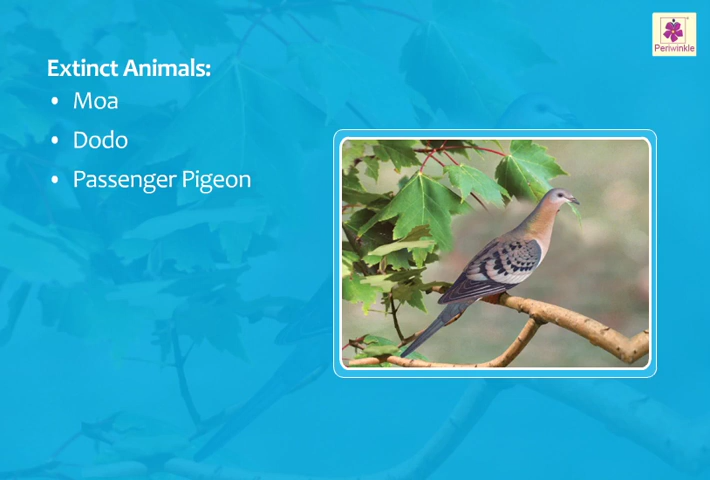 Periwinkle
Extinct Animals:
• Moa
• Dodo
• Passenger Pigeon